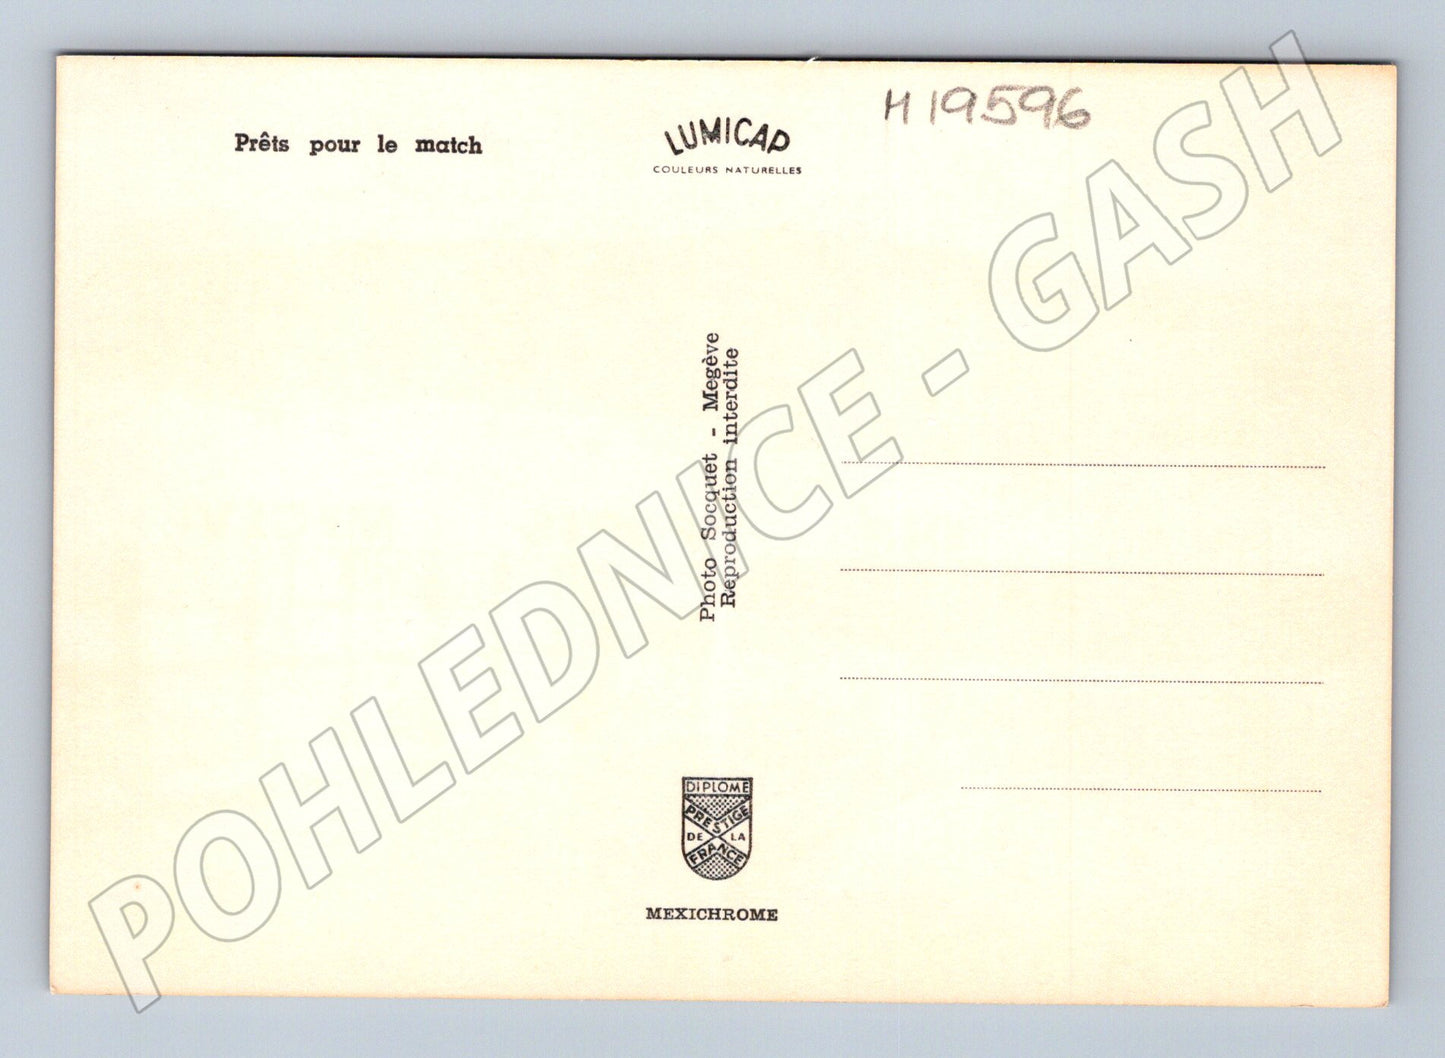 Prêts pour le match
LUMICAP
COULEURS NATURELLES
H 19596
Photo Socquet - Megève
Reproduction interdite
DIPLOME
PRESTIGE
DE LA
FRANCE
MEXICHROME
POHLEDNICE - GASH